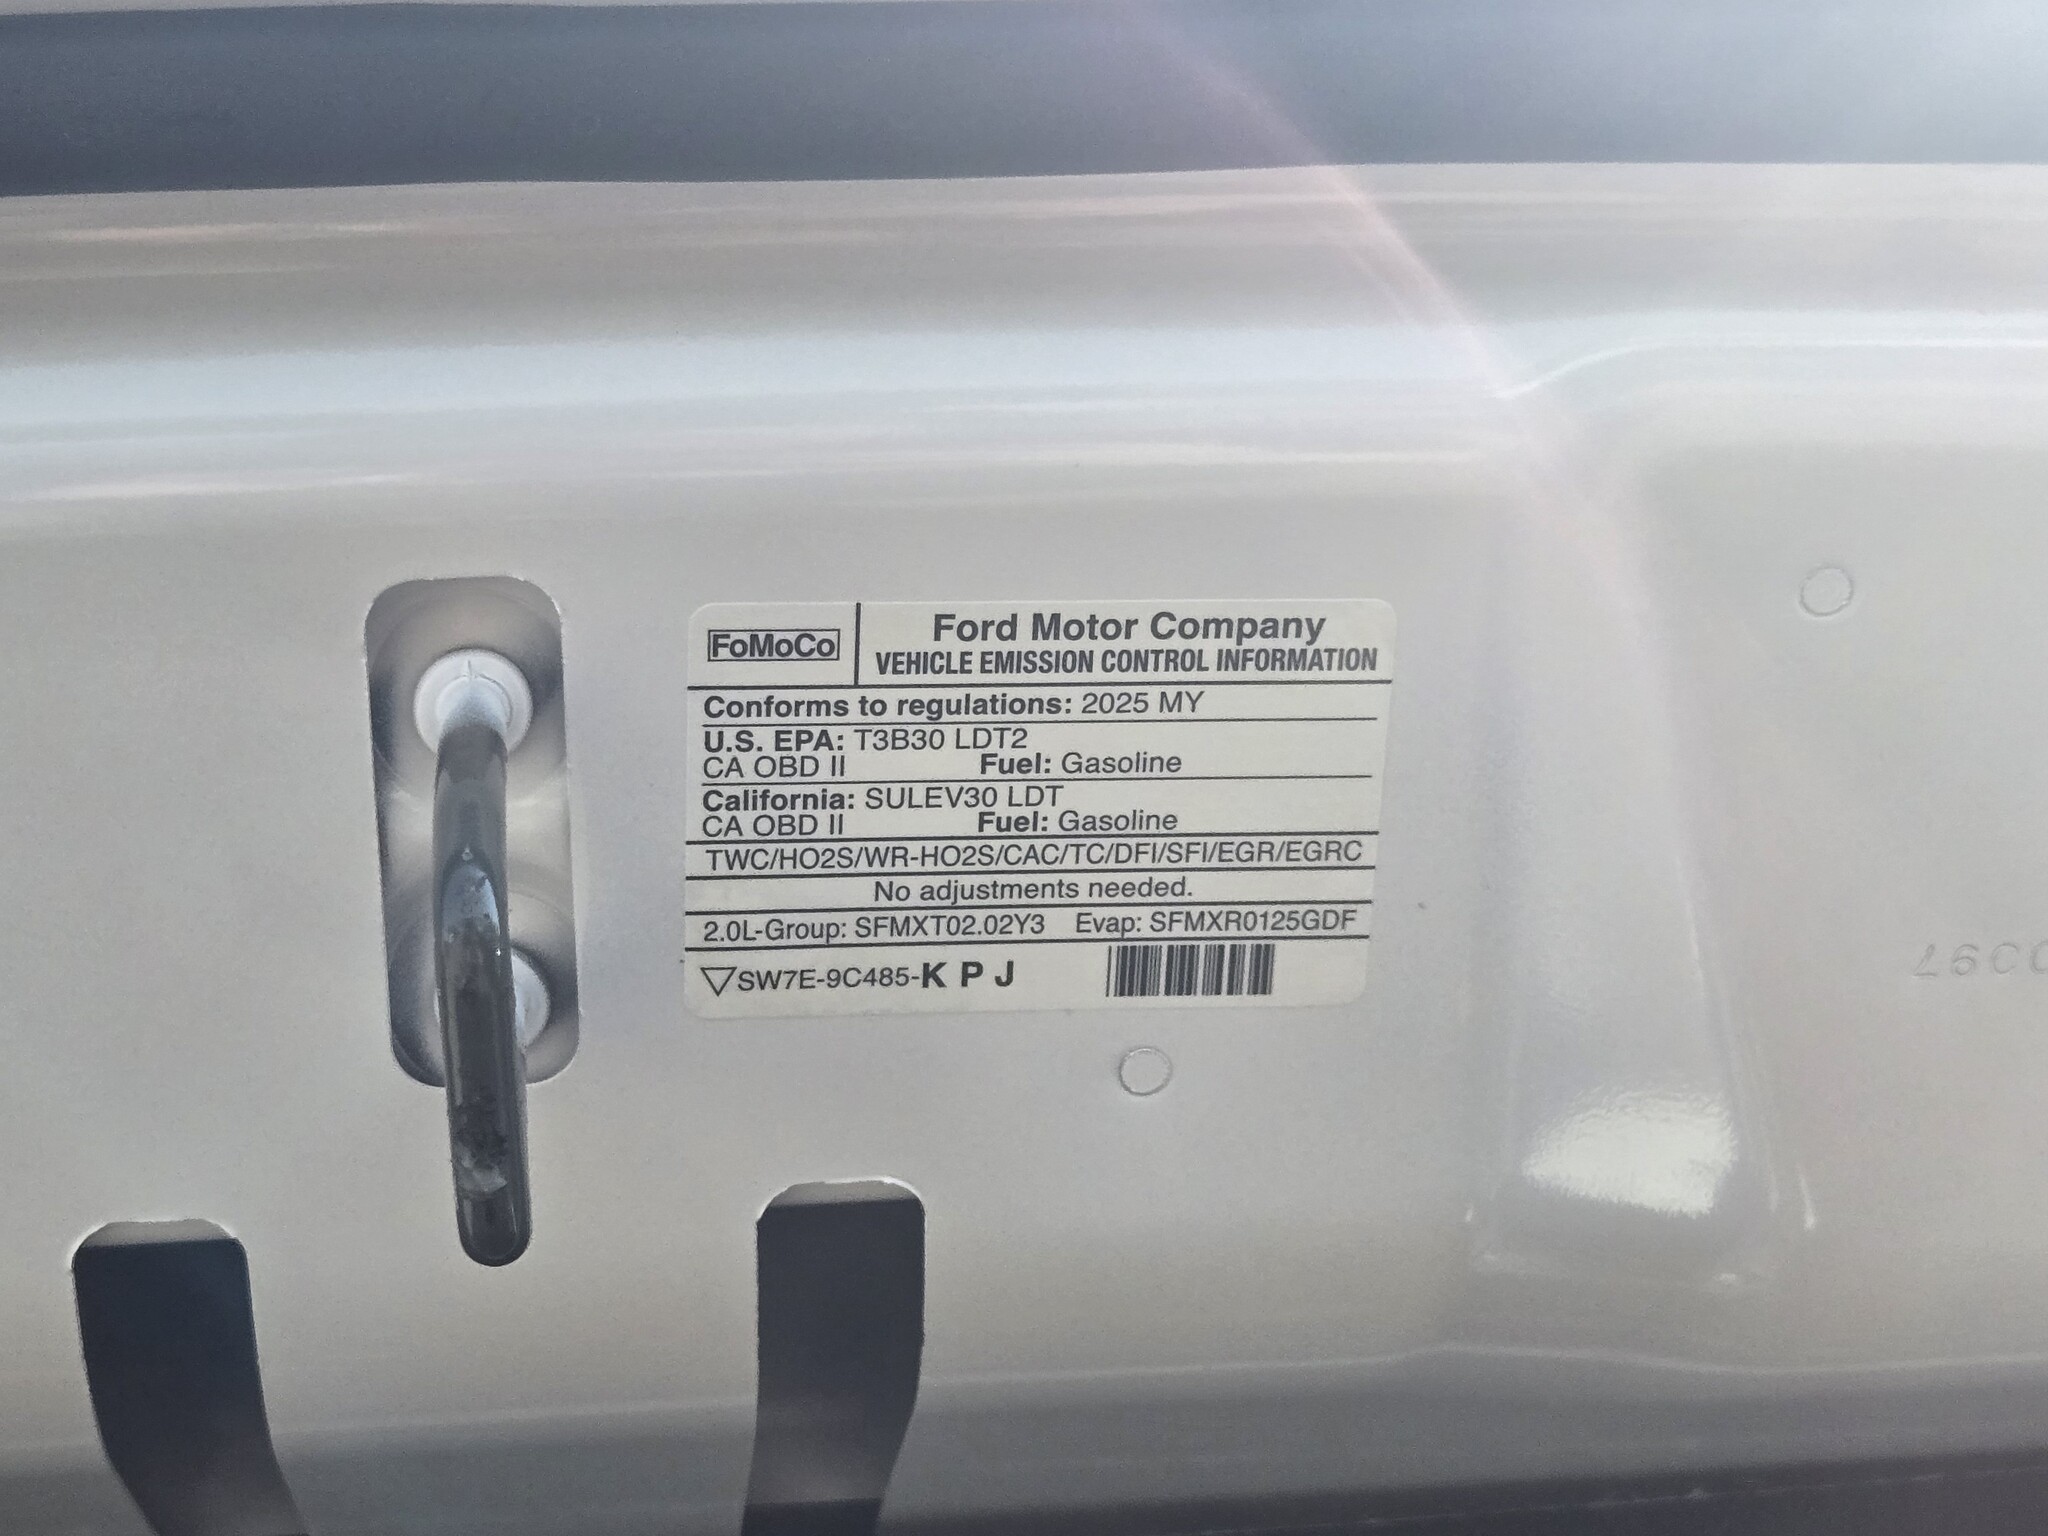 FoMoCo
Ford Motor Company
VEHICLE EMISSION CONTROL INFORMATION
Conforms to regulations: 2025 MY
U.S. EPA: T3B30 LDT2
CA OBD II Fuel: Gasoline
California: SULEV30 LDT
CA OBD II Fuel: Gasoline
TWC/HO2S/WR-HO2S/CAC/TC/DFI/SFI/EGR/EGRC
No adjustments needed.
2.0L-Group: SFMXT02.02Y3 Evap: SFMXR0125GDF
▽SW7E-9C485-K P J